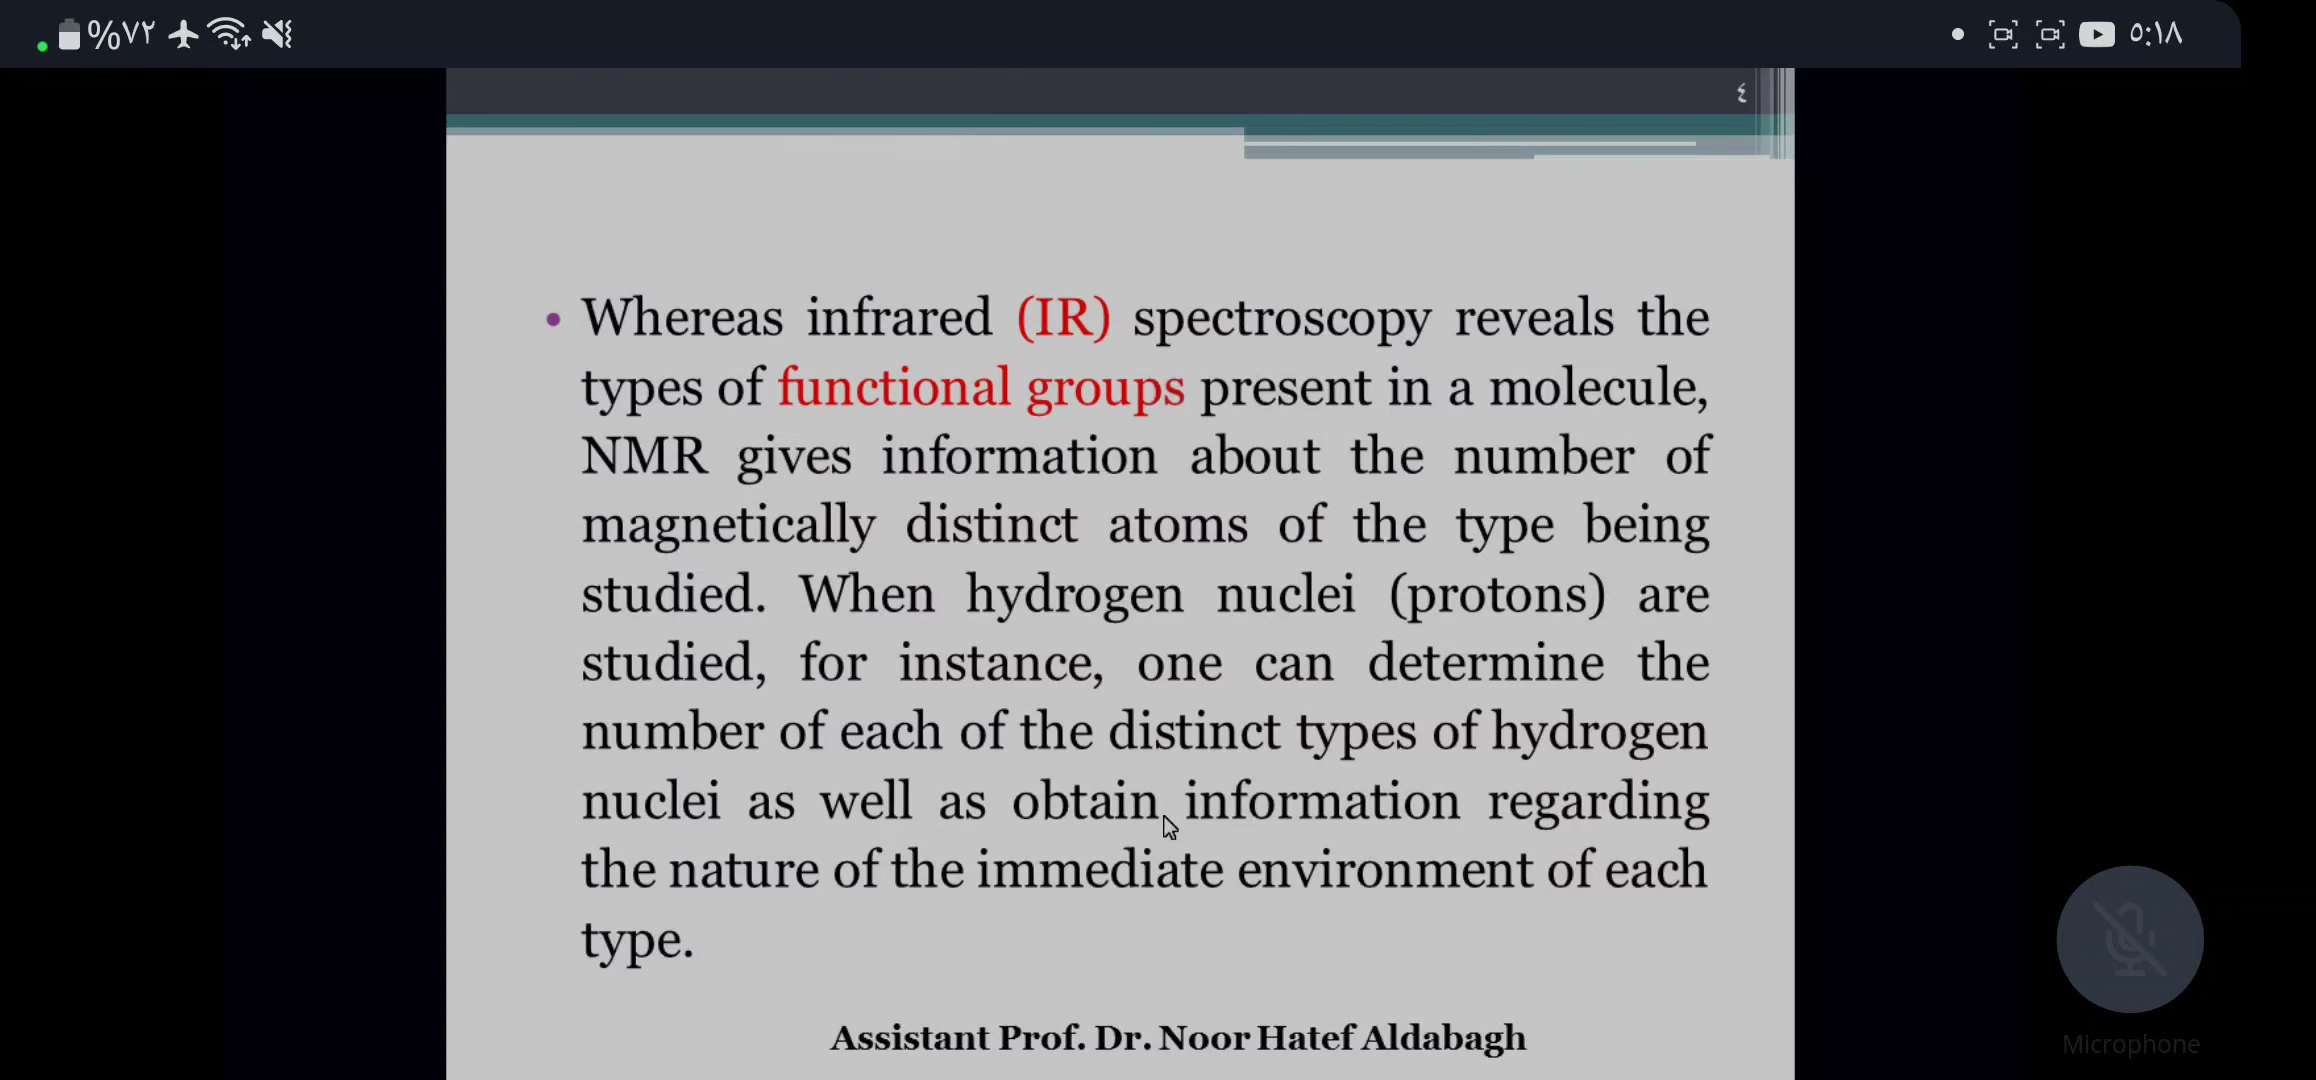 %٧٢
٥:١٨
٤
• Whereas infrared (IR) spectroscopy reveals the
types of functional groups present in a molecule,
NMR gives information about the number of
magnetically distinct atoms of the type being
studied. When hydrogen nuclei (protons) are
studied, for instance, one can determine the
number of each of the distinct types of hydrogen
nuclei as well as obtain information regarding
the nature of the immediate environment of each
type.
Assistant Prof. Dr. Noor Hatef Aldabagh
Microphone